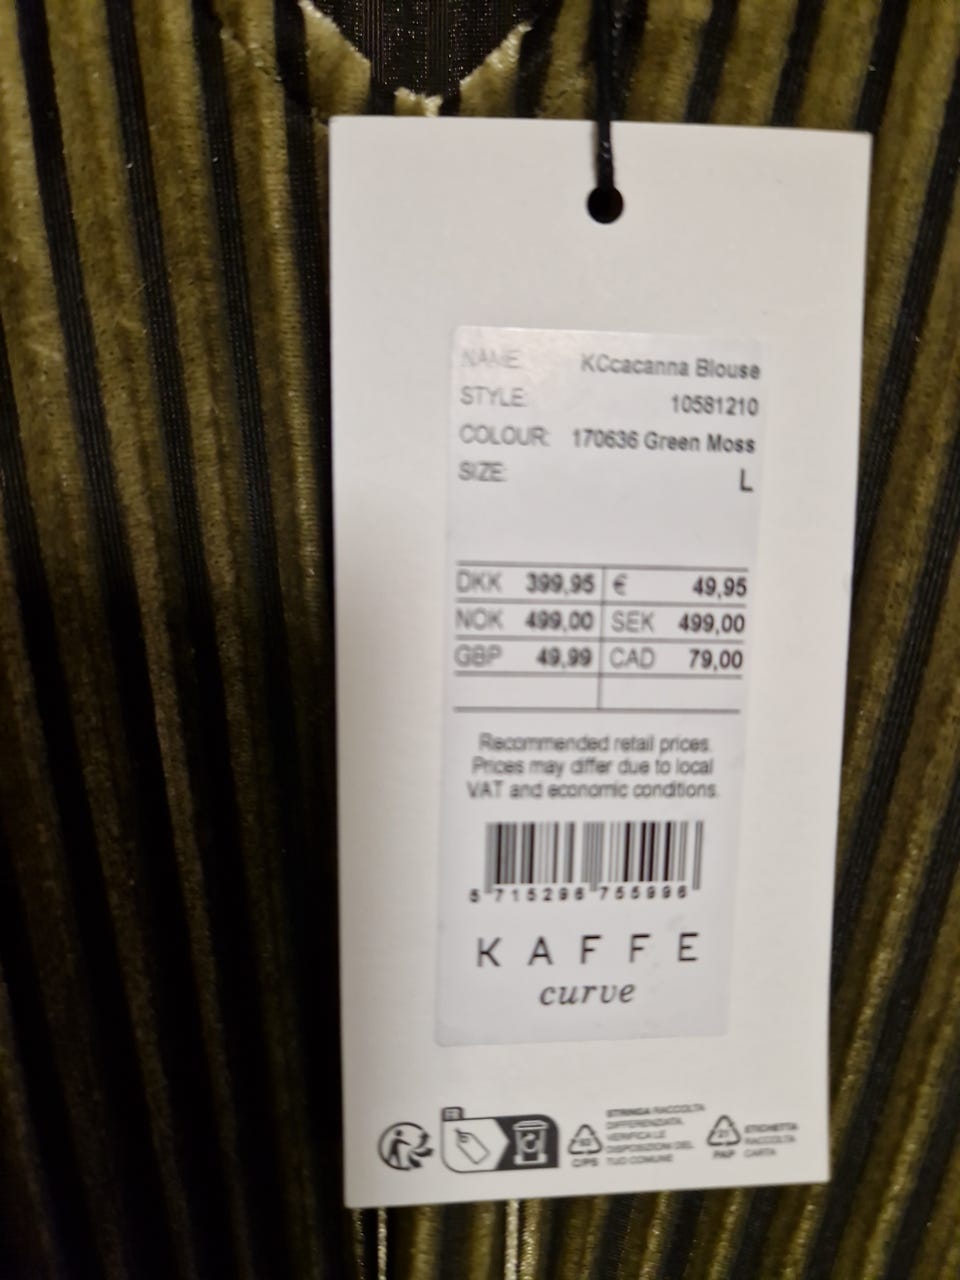 NAME: KCcacanna Blouse
STYLE: 10581210
COLOUR: 170636 Green Moss
SIZE: L
DKK 399,95 € 49,95
NOK 499,00 SEK 499,00
GBP 49,99 CAD 79,00
Recommended retail prices.
Prices may differ due to local
VAT and economic conditions.
5 715296 755996
KAFFE
curve
FR
STRINGA RACCOLTA
DIFFERENZIATA.
VERIFICA LE
DISPOSIZIONI DEL
TUO COMUNE
C/PS
21
PAP
ETICHETTA
RACCOLTA
CARTA